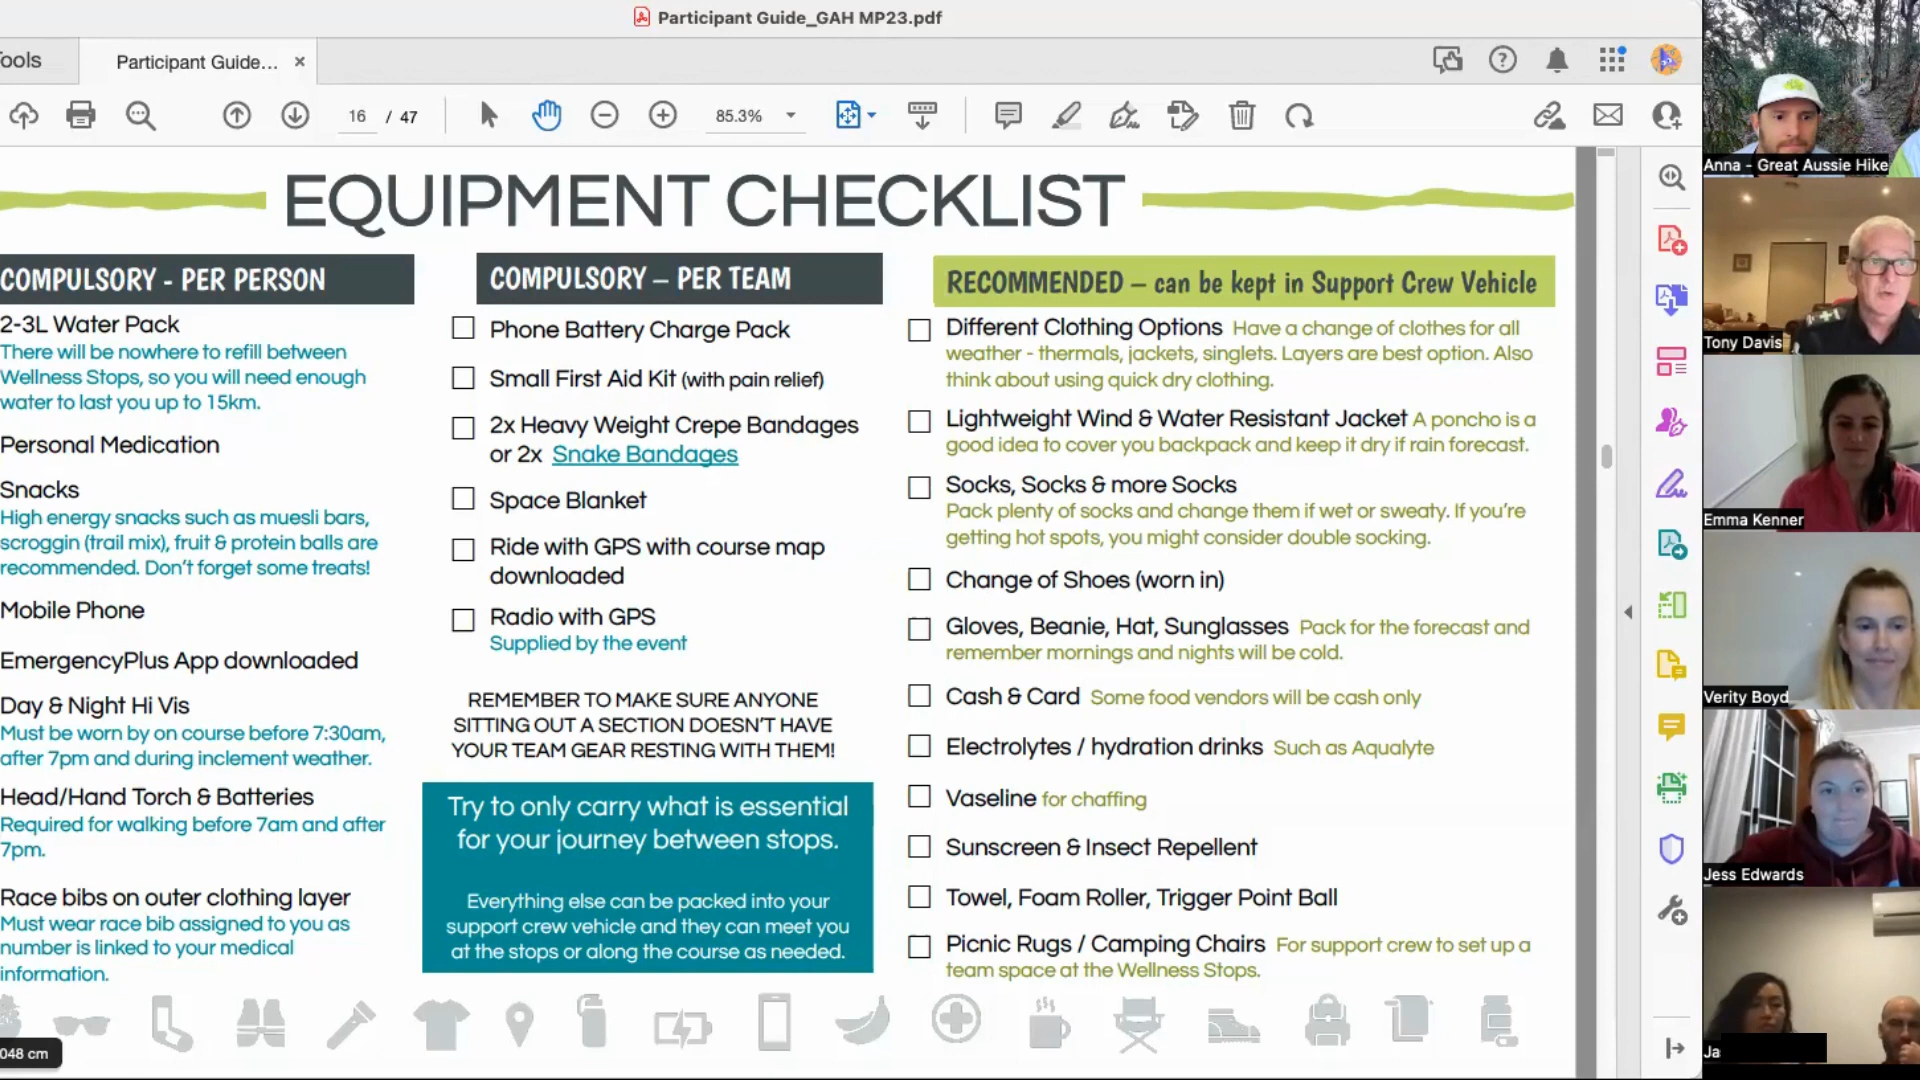 Participant Guide_GAH MP23.pdf
Tools
Participant Guide...
16 / 47
85.3%
EQUIPMENT CHECKLIST
COMPULSORY - PER PERSON
2-3L Water Pack
There will be nowhere to refill between
Wellness Stops, so you will need enough
water to last you up to 15km.
Personal Medication
Snacks
High energy snacks such as muesli bars,
scroggin (trail mix), fruit & protein balls are
recommended. Don't forget some treats!
Mobile Phone
EmergencyPlus App downloaded
Day & Night Hi Vis
Must be worn by on course before 7:30am,
after 7pm and during inclement weather.
Head/Hand Torch & Batteries
Required for walking before 7am and after
7pm.
Race bibs on outer clothing layer
Must wear race bib assigned to you as
number is linked to your medical
information.
COMPULSORY – PER TEAM
Phone Battery Charge Pack
Small First Aid Kit (with pain relief)
2x Heavy Weight Crepe Bandages
or 2x Snake Bandages
Space Blanket
Ride with GPS with course map
downloaded
Radio with GPS
Supplied by the event
REMEMBER TO MAKE SURE ANYONE
SITTING OUT A SECTION DOESN'T HAVE
YOUR TEAM GEAR RESTING WITH THEM!
Try to only carry what is essential
for your journey between stops.
Everything else can be packed into your
support crew vehicle and they can meet you
at the stops or along the course as needed.
RECOMMENDED – can be kept in Support Crew Vehicle
Different Clothing Options Have a change of clothes for all
weather - thermals, jackets, singlets. Layers are best option. Also
think about using quick dry clothing.
Lightweight Wind & Water Resistant Jacket A poncho is a
good idea to cover you backpack and keep it dry if rain forecast.
Socks, Socks & more Socks
Pack plenty of socks and change them if wet or sweaty. If you're
getting hot spots, you might consider double socking.
Change of Shoes (worn in)
Gloves, Beanie, Hat, Sunglasses Pack for the forecast and
remember mornings and nights will be cold.
Cash & Card Some food vendors will be cash only
Electrolytes / hydration drinks Such as Aqualyte
Vaseline for chaffing
Sunscreen & Insect Repellent
Towel, Foam Roller, Trigger Point Ball
Picnic Rugs / Camping Chairs For support crew to set up a
team space at the Wellness Stops.
048 cm
Anna - Great Aussie Hike
Tony Davis
Emma Kenner
Verity Boyd
Jess Edwards
Ja